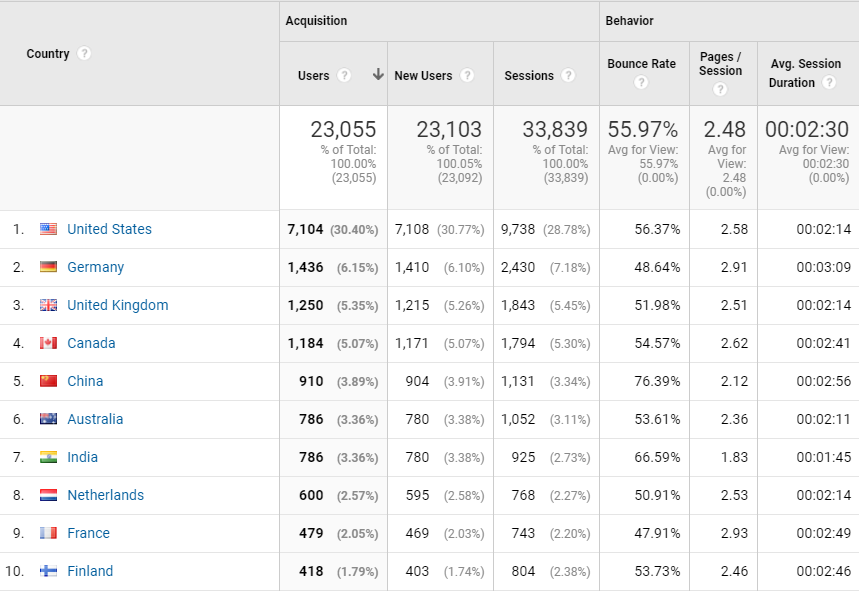 Acquisition Behavior
Country ? Users ? New Users ? Sessions ? Bounce Rate ? Pages / Session ? Avg. Session Duration ?
23,055 23,103 33,839 55.97% 2.48 00:02:30
% of Total: % of Total: % of Total: Avg for View: Avg for Avg for View:
100.00% 100.05% 100.00% 55.97% View: 00:02:30
(23,055) (23,092) (33,839) (0.00%) 2.48 (0.00%)
(0.00%)
1. United States 7,104 (30.40%) 7,108 (30.77%) 9,738 (28.78%) 56.37% 2.58 00:02:14
2. Germany 1,436 (6.15%) 1,410 (6.10%) 2,430 (7.18%) 48.64% 2.91 00:03:09
3. United Kingdom 1,250 (5.35%) 1,215 (5.26%) 1,843 (5.45%) 51.98% 2.51 00:02:14
4. Canada 1,184 (5.07%) 1,171 (5.07%) 1,794 (5.30%) 54.57% 2.62 00:02:41
5. China 910 (3.89%) 904 (3.91%) 1,131 (3.34%) 76.39% 2.12 00:02:56
6. Australia 786 (3.36%) 780 (3.38%) 1,052 (3.11%) 53.61% 2.36 00:02:11
7. India 786 (3.36%) 780 (3.38%) 925 (2.73%) 66.59% 1.83 00:01:45
8. Netherlands 600 (2.57%) 595 (2.58%) 768 (2.27%) 50.91% 2.53 00:02:14
9. France 479 (2.05%) 469 (2.03%) 743 (2.20%) 47.91% 2.93 00:02:49
10. Finland 418 (1.79%) 403 (1.74%) 804 (2.38%) 53.73% 2.46 00:02:46